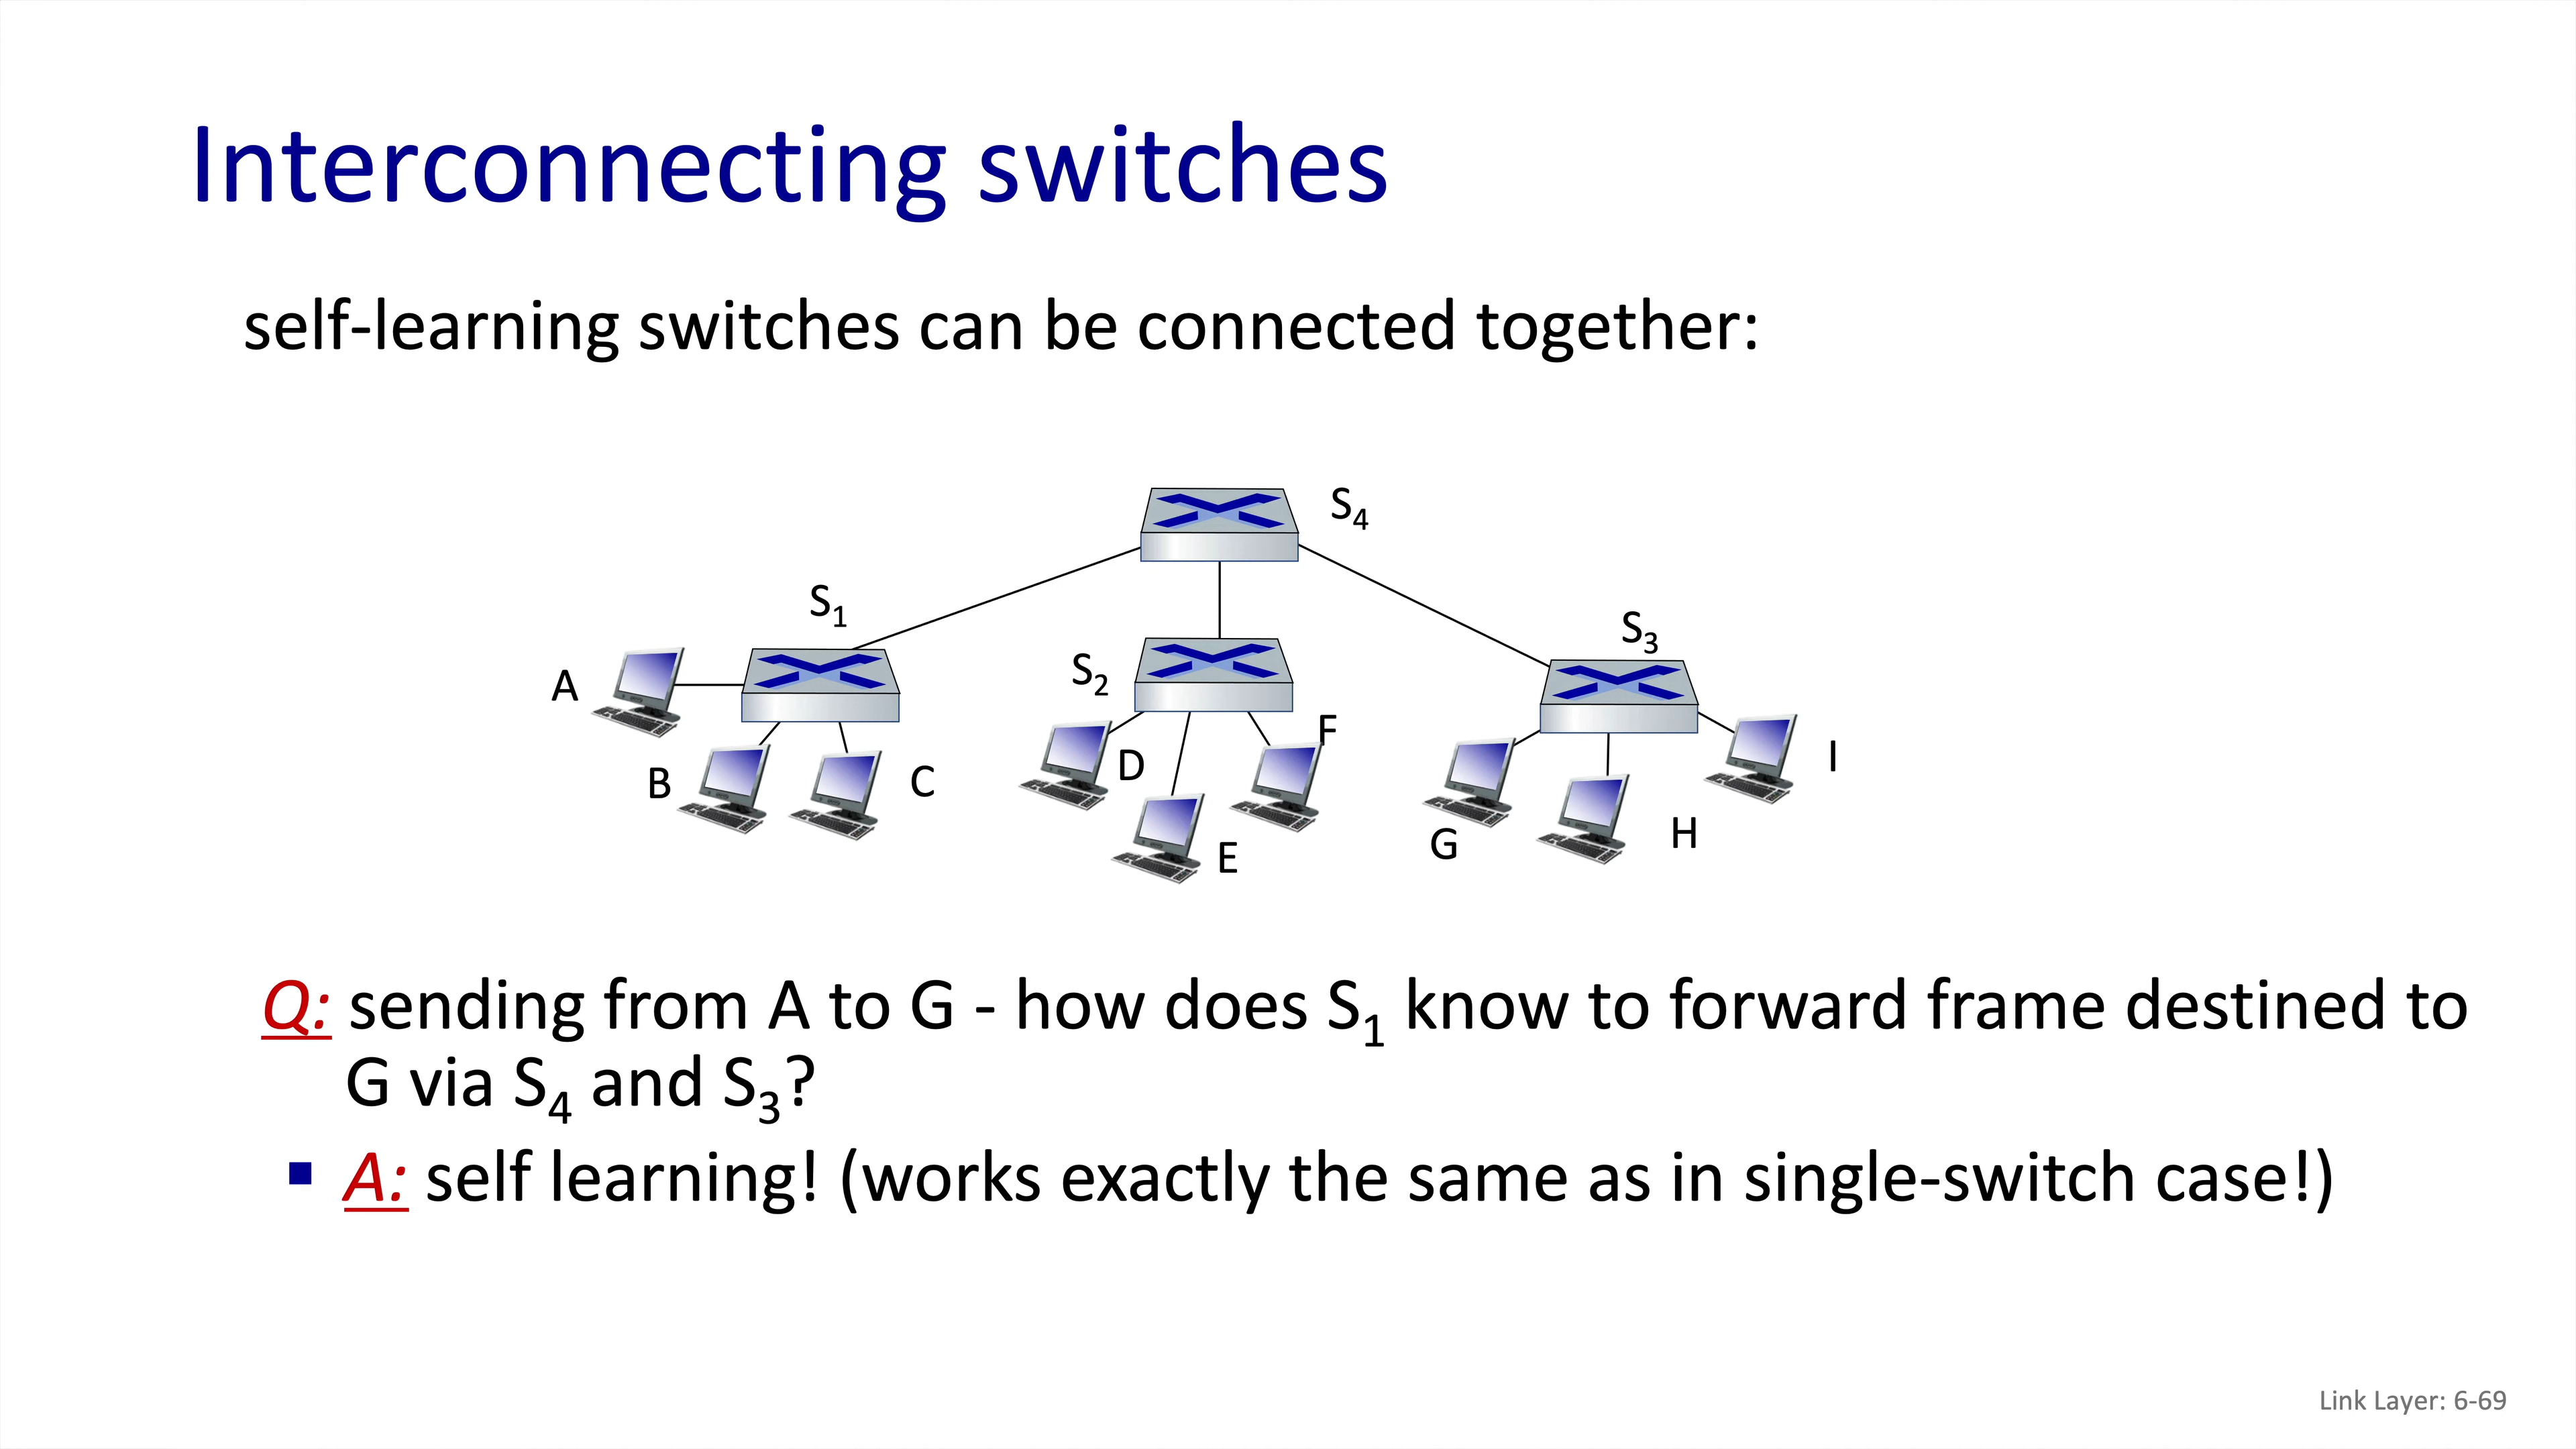 Interconnecting switches
self-learning switches can be connected together:
S4
S1
S3
A
S2
F
D
I
B
C
H
G
E
Q: sending from A to G - how does S1 know to forward frame destined to
G via S4 and S3?
▪ A: self learning! (works exactly the same as in single-switch case!)
Link Layer: 6-69